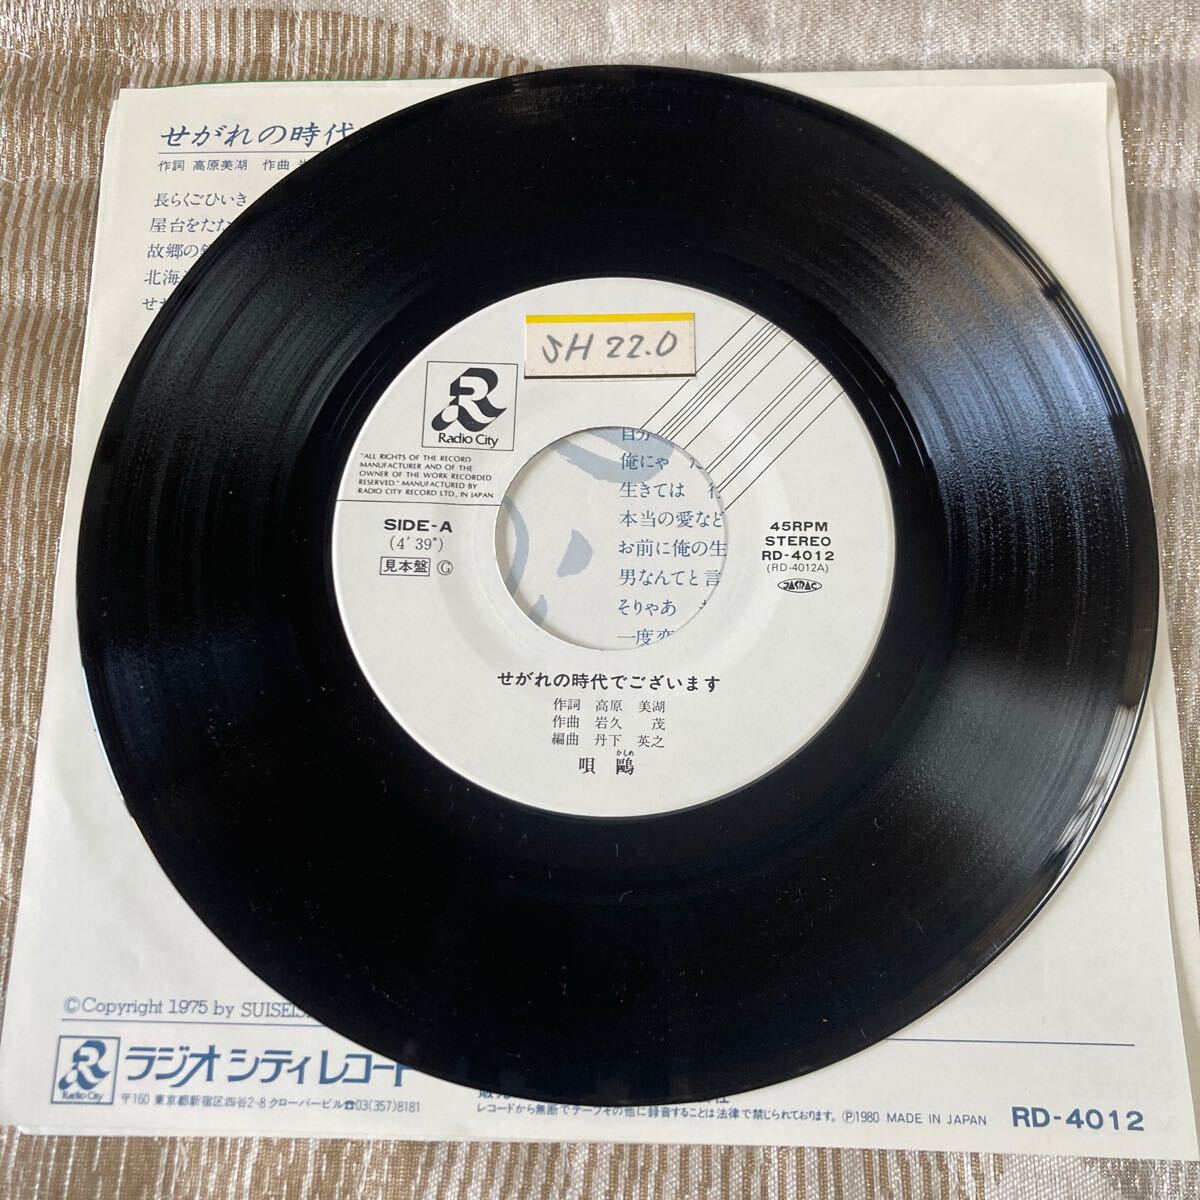 せがれの時代
作詞 高原美湖 作曲
長らくごひいき
屋台をたた
故郷の
北海
せ
SH 22.0
Radio City
"ALL RIGHTS OF THE RECORD
MANUFACTURER AND OF THE
OWNER OF THE WORK RECORDED
RESERVED." MANUFACTURED BY
RADIO CITY RECORD LTD., IN JAPAN.
SIDE-A
(4'39")
見本盤 G
俺にゃ
生きては
本当の愛など
お前に俺の生
男なんてと言
そりゃあ
一度
45RPM
STEREO
RD-4012
(RD-4012A)
JASRAC
せがれの時代でございます
作詞 高原 美湖
作曲 岩久 茂
編曲 丹下 英之
かもめ
唄 鷗
©Copyright 1975 by SUISEIS
Radio City
ラジオシティレコード
〒160 東京都新宿区四谷2-8 クローバービル☎03(357)8181
レコードから無断でテープその他に録音することは法律で禁じられております。Ⓟ1980 MADE IN JAPAN
RD-4012